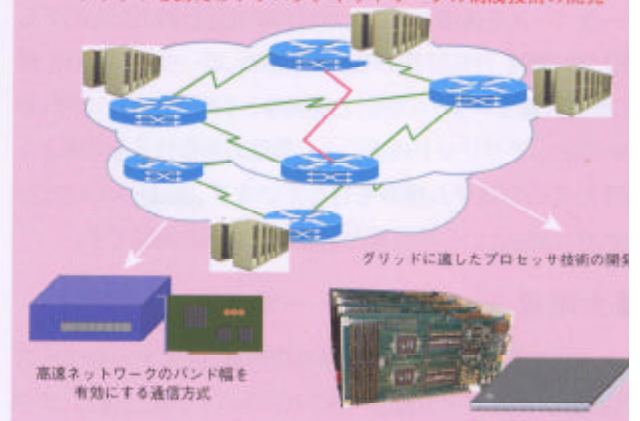 グリッドに適したプロセッサ技術の開発
高速ネットワークのバンド幅を
有効にする通信方式